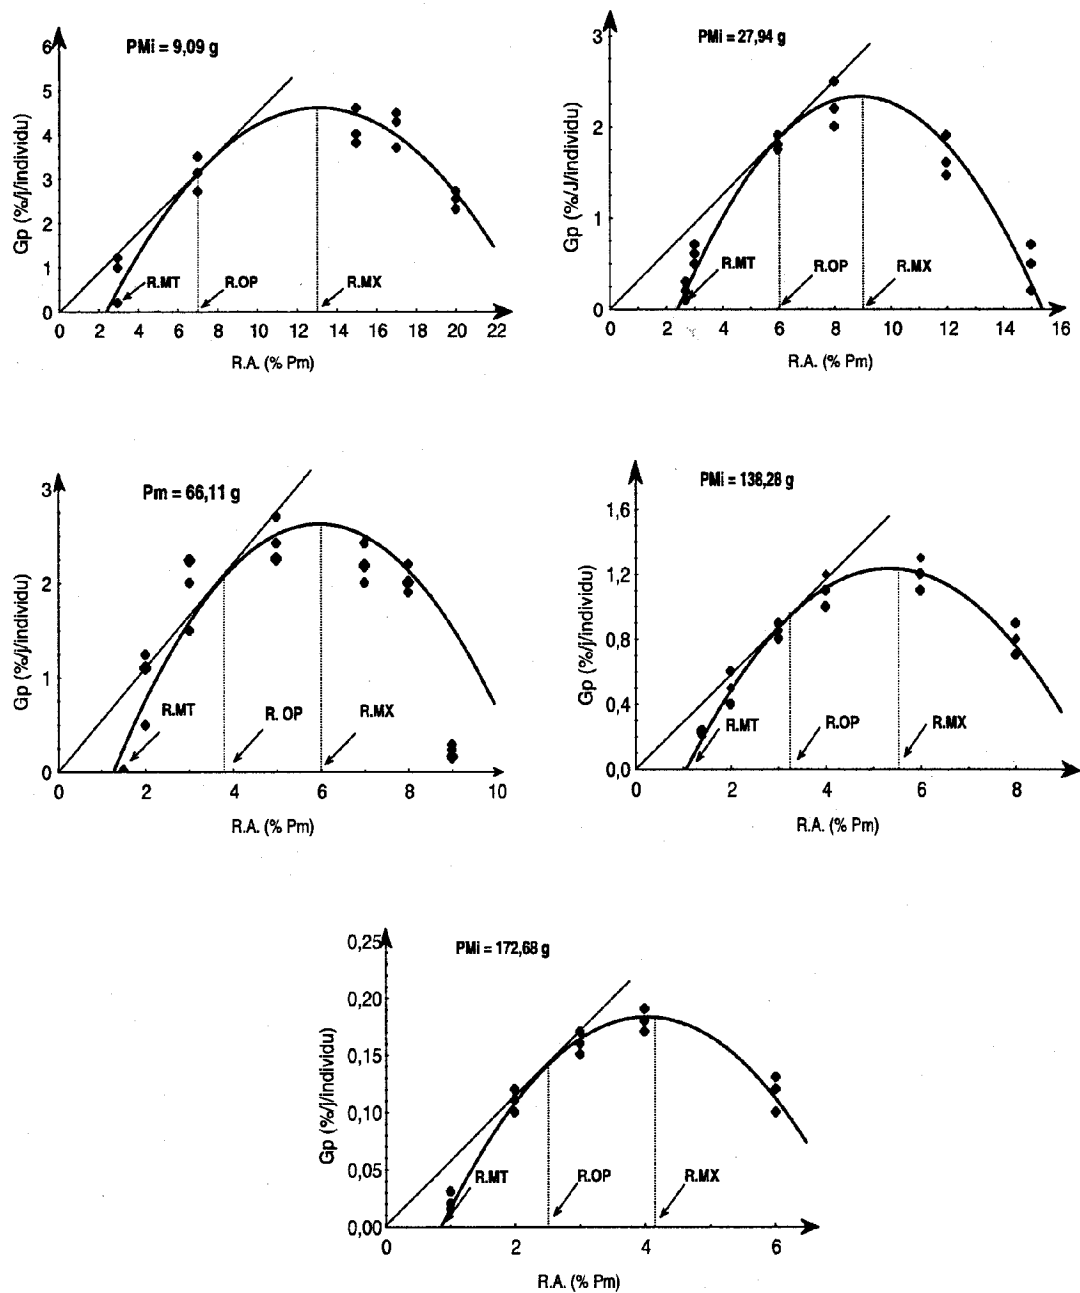 PMi = 9,09 g
Gp (%/j/individu)
6
5
4
3
2
1
0
R.MT
R.OP
R.MX
0 2 4 6 8 10 12 14 16 18 20 22
R.A. (% Pm)
PMi = 27,94 g
Gp (%/J/individu)
3
2
1
0
R.MT
R.OP
R.MX
0 2 4 6 8 10 12 14 16
R.A. (% Pm)
Pm = 66,11 g
Gp (%/j/individu)
3
2
1
0
R.MT
R. OP
R.MX
0 2 4 6 8 10
R.A. (% Pm)
PMi = 138,28 g
Gp (%/j/individu)
1,6
1,2
0,8
0,4
0,0
R.MT
R.OP
R.MX
0 2 4 6 8
R.A. (% Pm)
PMi = 172,68 g
Gp (%/j/individu)
0,25
0,20
0,15
0,10
0,05
0,00
R.MT
R.OP
R.MX
0 2 4 6
R.A. (% Pm)